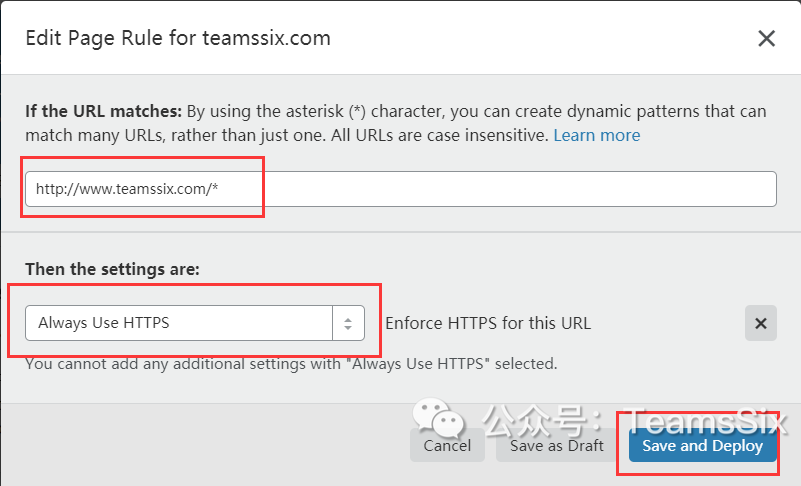 Edit Page Rule for teamssix.com
If the URL matches: By using the asterisk (*) character, you can create dynamic patterns that can
match many URLs, rather than just one. All URLs are case insensitive. Learn more
http://www.teamssix.com/*
Then the settings are:
Always Use HTTPS
Enforce HTTPS for this URL
You cannot add any additional settings with "Always Use HTTPS" selected.
公众号：TeamsSix
Cancel
Save as Draft
Save and Deploy